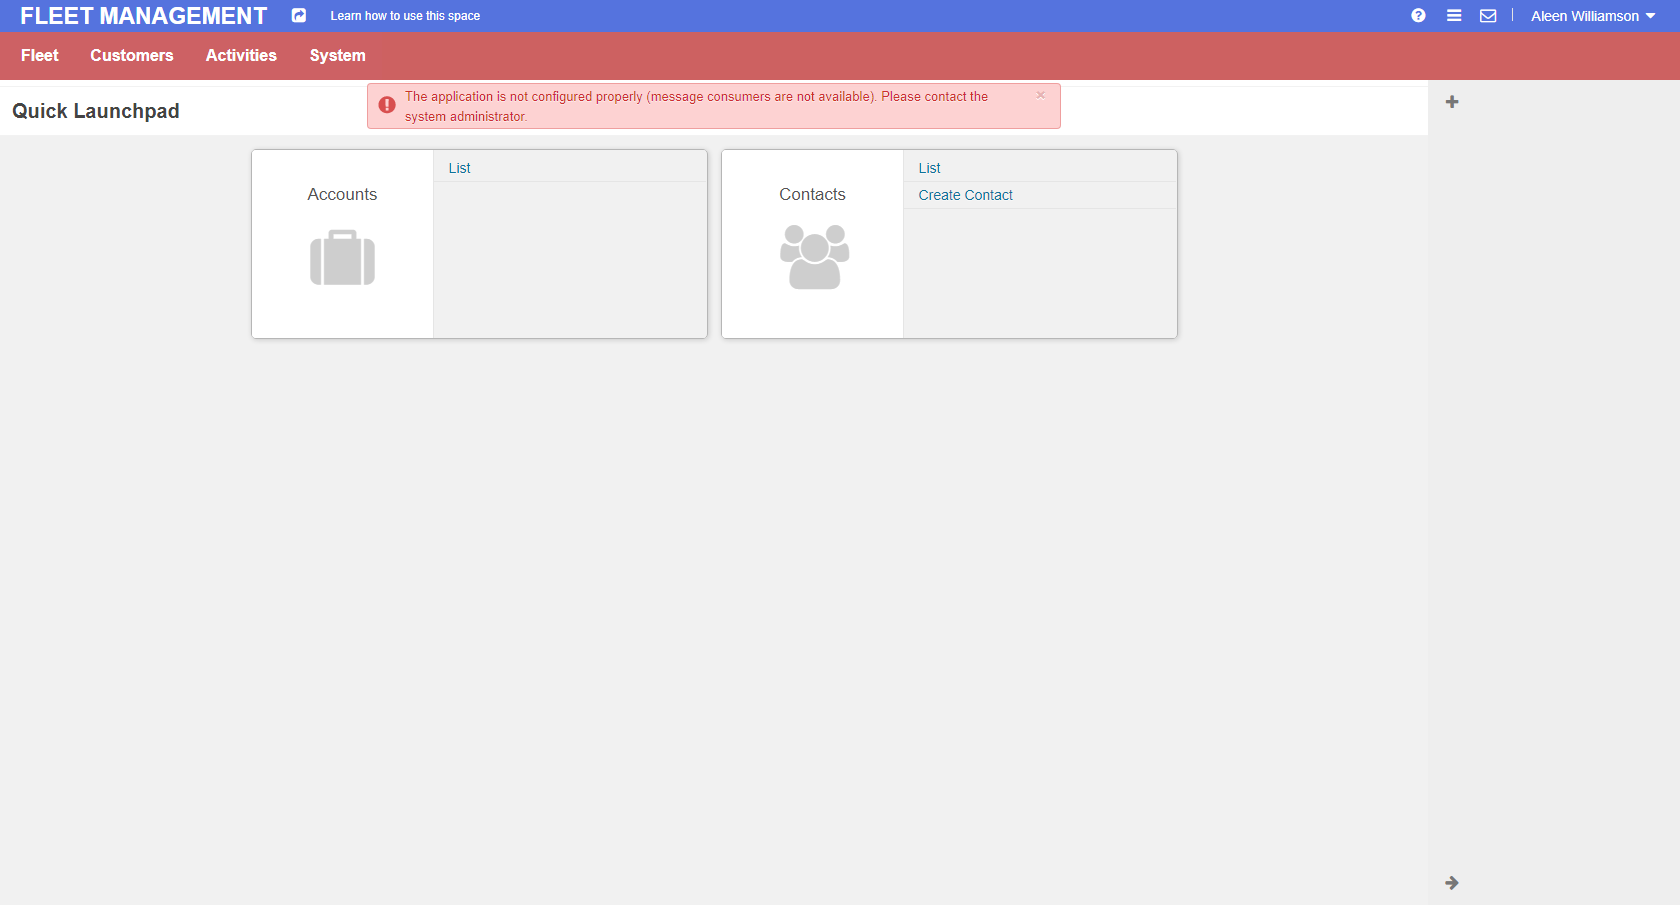 FLEET MANAGEMENT
Learn how to use this space
Aleen Williamson
Fleet
Customers
Activities
System
Quick Launchpad
The application is not configured properly (message consumers are not available). Please contact the
system administrator.
×
Accounts
List
Contacts
List
Create Contact